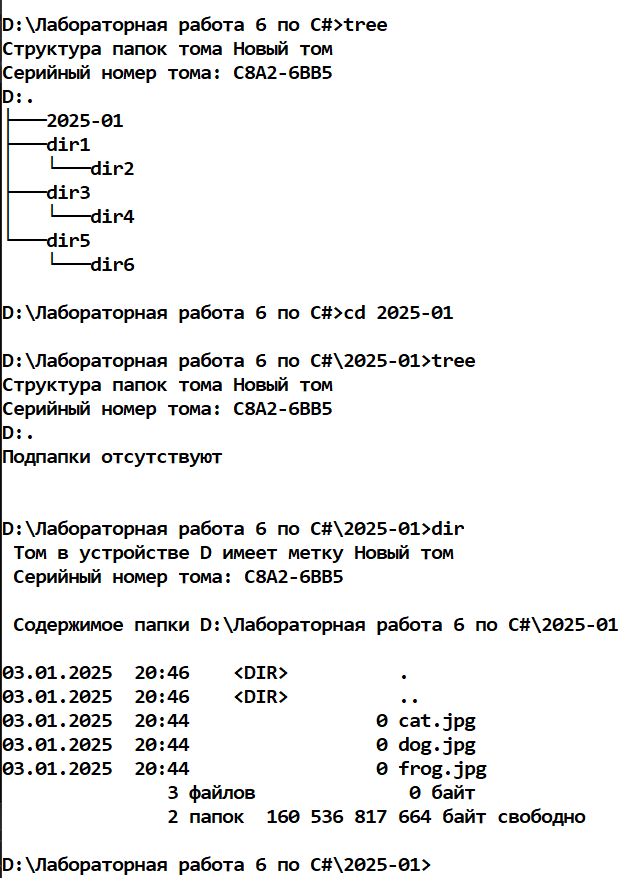 D:\Лабораторная работа 6 по C#>tree
Структура папок тома Новый том
Серийный номер тома: C8A2-6BB5
D:.
├───2025-01
├───dir1
│   └───dir2
├───dir3
│   └───dir4
└───dir5
    └───dir6
D:\Лабораторная работа 6 по C#>cd 2025-01
D:\Лабораторная работа 6 по C#\2025-01>tree
Структура папок тома Новый том
Серийный номер тома: C8A2-6BB5
D:.
Подпапки отсутствуют
D:\Лабораторная работа 6 по C#\2025-01>dir
 Том в устройстве D имеет метку Новый том
 Серийный номер тома: C8A2-6BB5
 Содержимое папки D:\Лабораторная работа 6 по C#\2025-01
03.01.2025  20:46    <DIR>          .
03.01.2025  20:46    <DIR>          ..
03.01.2025  20:44                 0 cat.jpg
03.01.2025  20:44                 0 dog.jpg
03.01.2025  20:44                 0 frog.jpg
               3 файлов              0 байт
               2 папок  160 536 817 664 байт свободно
D:\Лабораторная работа 6 по C#\2025-01>